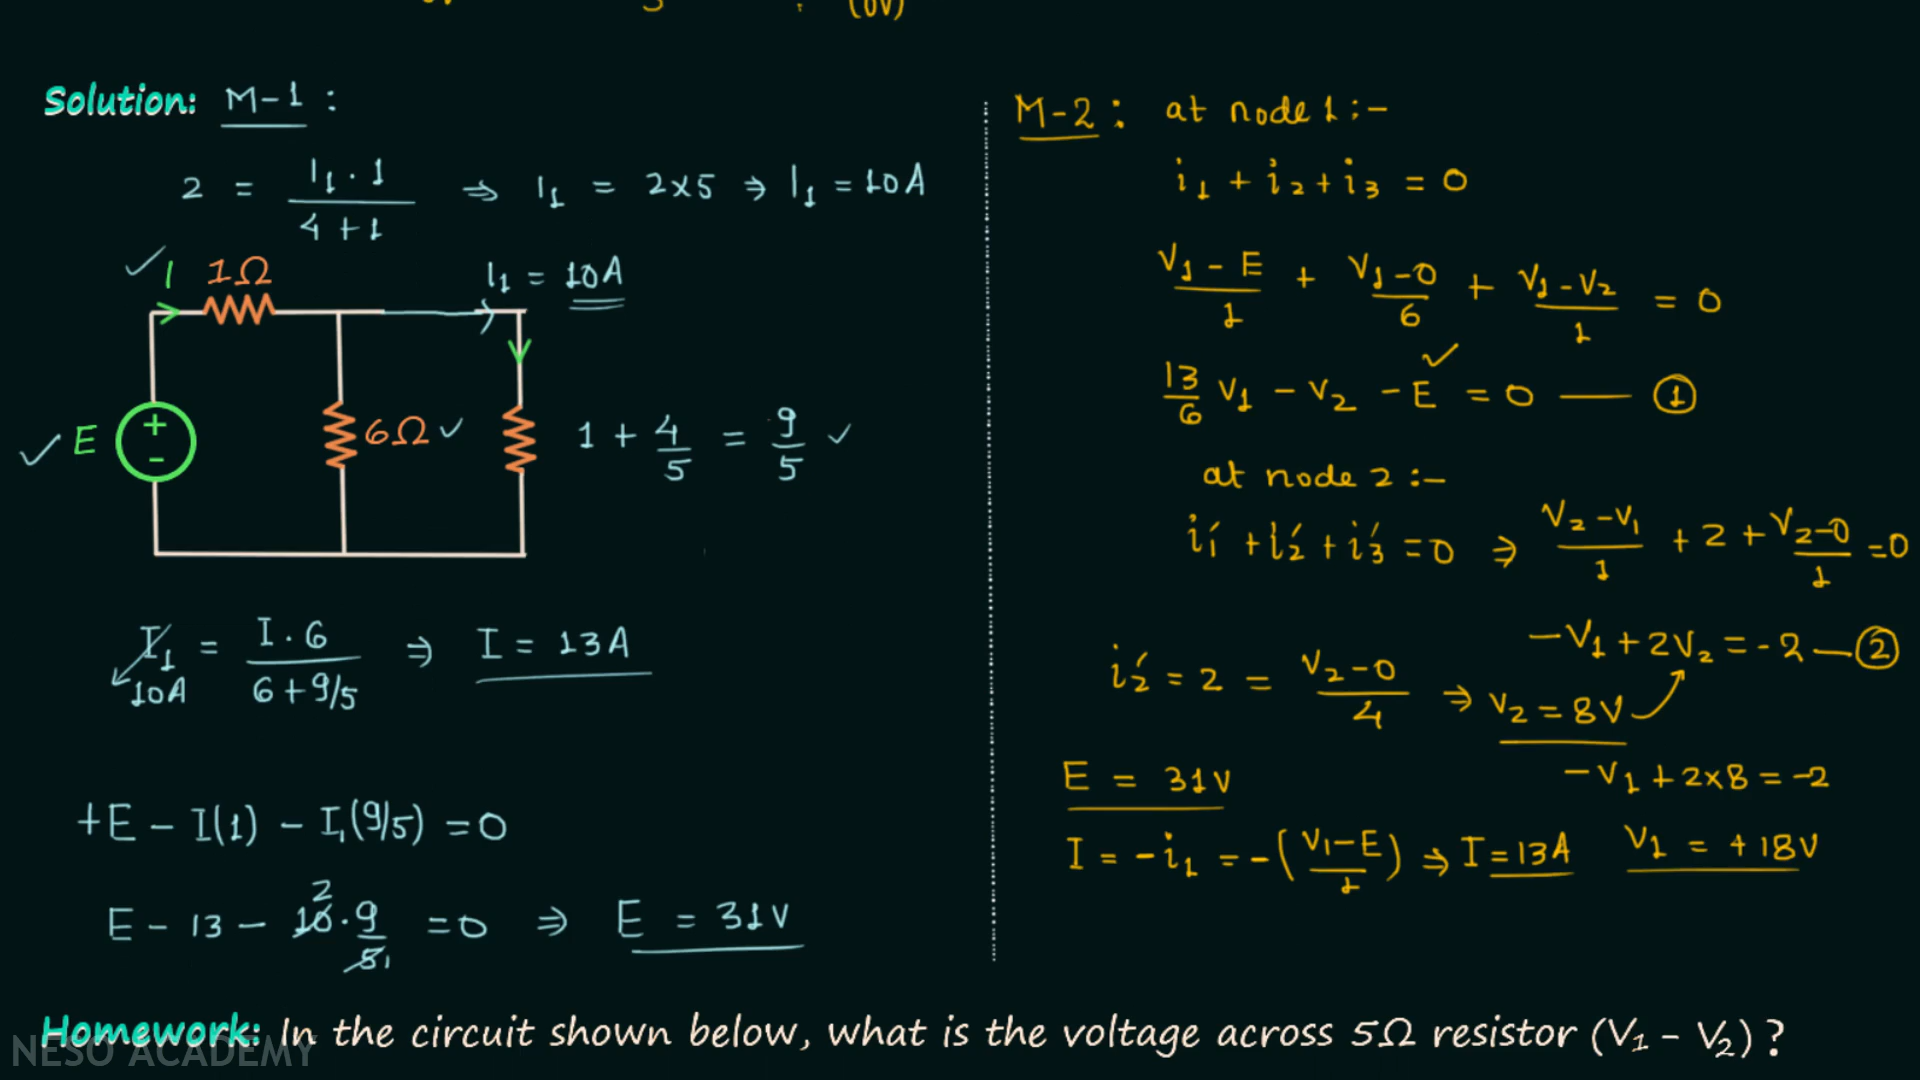 (0V)
Solution: M-1 :
2 = I₁·1/(4+1) ⇒ I₁ = 2×5 ⇒ I₁ = 10A
I 1Ω I₁ = 10A
E + - 6Ω 1 + 4/5 = 9/5
I₁ = I·6/(6+9/5) ⇒ I = 13A
10A
+E - I(1) - I₁(9/5) = 0
E - 13 - 10·9/5 = 0 ⇒ E = 31V
2 1
M-2 : at node 1 :-
i₁ + i₂ + i₃ = 0
(V₁-E)/1 + (V₁-0)/6 + (V₁-V₂)/1 = 0
13/6 V₁ - V₂ - E = 0 — ①
at node 2 :-
i₁' + i₂' + i₃' = 0 ⇒ (V₂-V₁)/1 + 2 + (V₂-0)/1 = 0
-V₁ + 2V₂ = -2 — ②
i₂' = 2 = (V₂-0)/4 ⇒ V₂ = 8V
-V₁ + 2×8 = -2
E = 31V
I = -i₁ = -((V₁-E)/1) ⇒ I = 13A V₁ = +18V
Homework: In the circuit shown below, what is the voltage across 5Ω resistor (V₁ - V₂)?
NESO ACADEMY